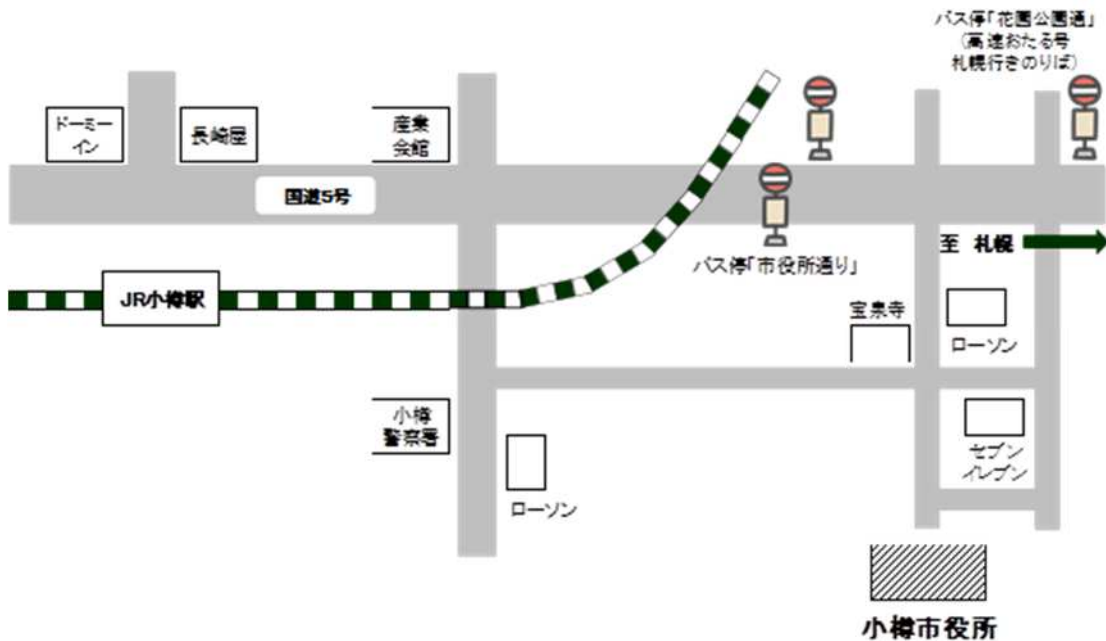 バス停「花園公園通」
(高速おたる号
札幌行きのりば)
ドーミー
イン
長崎屋
産業
会館
国道5号
至 札幌
バス停「市役所通り」
JR小樽駅
宝泉寺
ローソン
小樽
警察署
セブン
イレブン
ローソン
小樽市役所